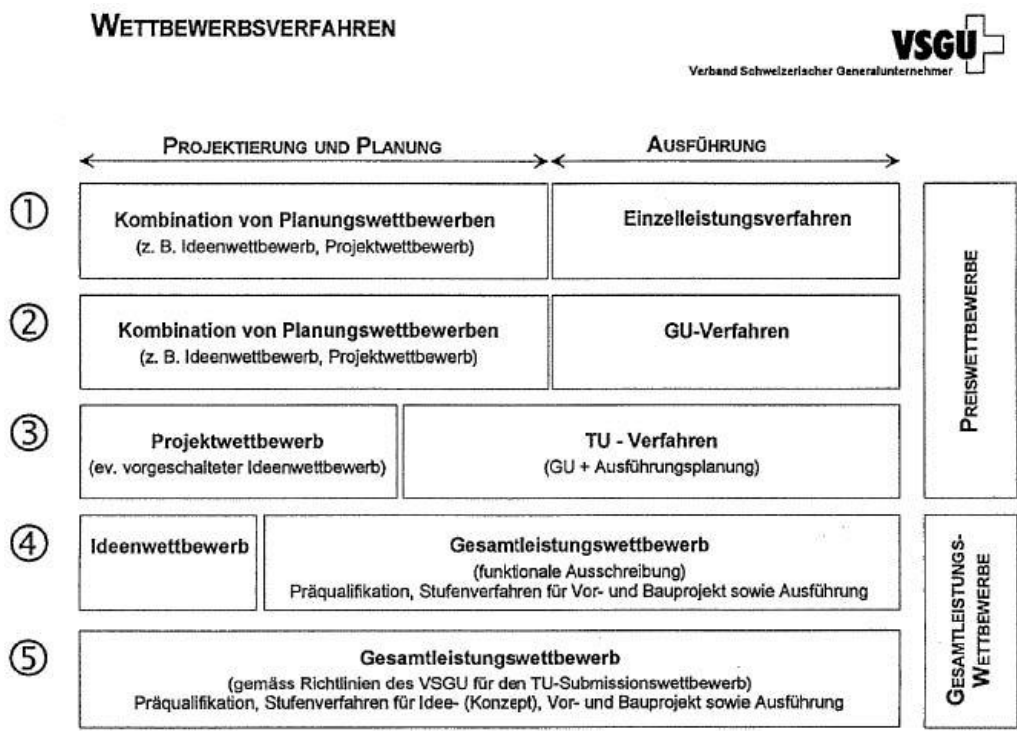 WETTBEWERBSVERFAHREN
VSGU
Verband Schweizerischer Generalunternehmer
PROJEKTIERUNG UND PLANUNG
AUSFÜHRUNG
①
Kombination von Planungswettbewerben
(z. B. Ideenwettbewerb, Projektwettbewerb)
Einzelleistungsverfahren
②
Kombination von Planungswettbewerben
(z. B. Ideenwettbewerb, Projektwettbewerb)
GU-Verfahren
③
Projektwettbewerb
(ev. vorgeschalteter Ideenwettbewerb)
TU - Verfahren
(GU + Ausführungsplanung)
PREISWETTBEWERBE
④
Ideenwettbewerb
Gesamtleistungswettbewerb
(funktionale Ausschreibung)
Präqualifikation, Stufenverfahren für Vor- und Bauprojekt sowie Ausführung
⑤
Gesamtleistungswettbewerb
(gemäss Richtlinien des VSGU für den TU-Submissionswettbewerb)
Präqualifikation, Stufenverfahren für Idee- (Konzept), Vor- und Bauprojekt sowie Ausführung
GESAMTLEISTUNGS-
WETTBEWERBE